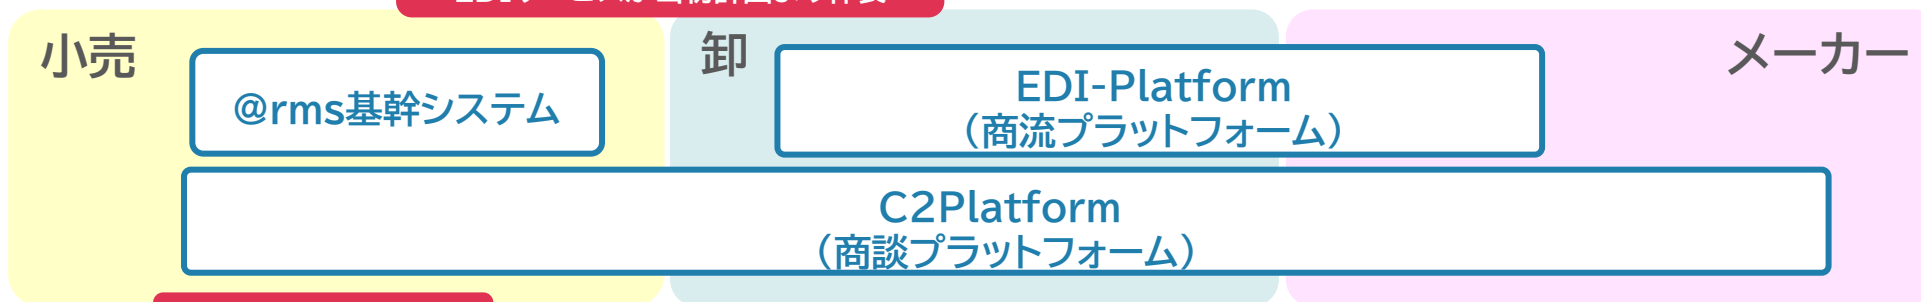 小売
卸
メーカー
@rms基幹システム
EDI-Platform
（商流プラットフォーム）
C2Platform
（商談プラットフォーム）